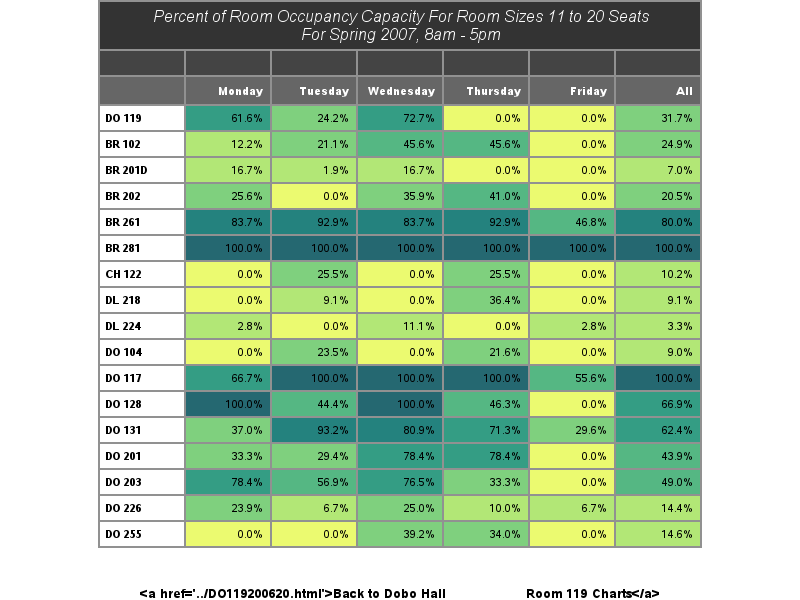 Percent of Room Occupancy Capacity For Room Sizes 11 to 20 Seats
For Spring 2007, 8am - 5pm
Monday Tuesday Wednesday Thursday Friday All
DO 119 61.6% 24.2% 72.7% 0.0% 0.0% 31.7%
BR 102 12.2% 21.1% 45.6% 45.6% 0.0% 24.9%
BR 201D 16.7% 1.9% 16.7% 0.0% 0.0% 7.0%
BR 202 25.6% 0.0% 35.9% 41.0% 0.0% 20.5%
BR 261 83.7% 92.9% 83.7% 92.9% 46.8% 80.0%
BR 281 100.0% 100.0% 100.0% 100.0% 100.0% 100.0%
CH 122 0.0% 25.5% 0.0% 25.5% 0.0% 10.2%
DL 218 0.0% 9.1% 0.0% 36.4% 0.0% 9.1%
DL 224 2.8% 0.0% 11.1% 0.0% 2.8% 3.3%
DO 104 0.0% 23.5% 0.0% 21.6% 0.0% 9.0%
DO 117 66.7% 100.0% 100.0% 100.0% 55.6% 100.0%
DO 128 100.0% 44.4% 100.0% 46.3% 0.0% 66.9%
DO 131 37.0% 93.2% 80.9% 71.3% 29.6% 62.4%
DO 201 33.3% 29.4% 78.4% 78.4% 0.0% 43.9%
DO 203 78.4% 56.9% 76.5% 33.3% 0.0% 49.0%
DO 226 23.9% 6.7% 25.0% 10.0% 6.7% 14.4%
DO 255 0.0% 0.0% 39.2% 34.0% 0.0% 14.6%
<a href='../DO119200620.html'>Back to Dobo Hall Room 119 Charts</a>